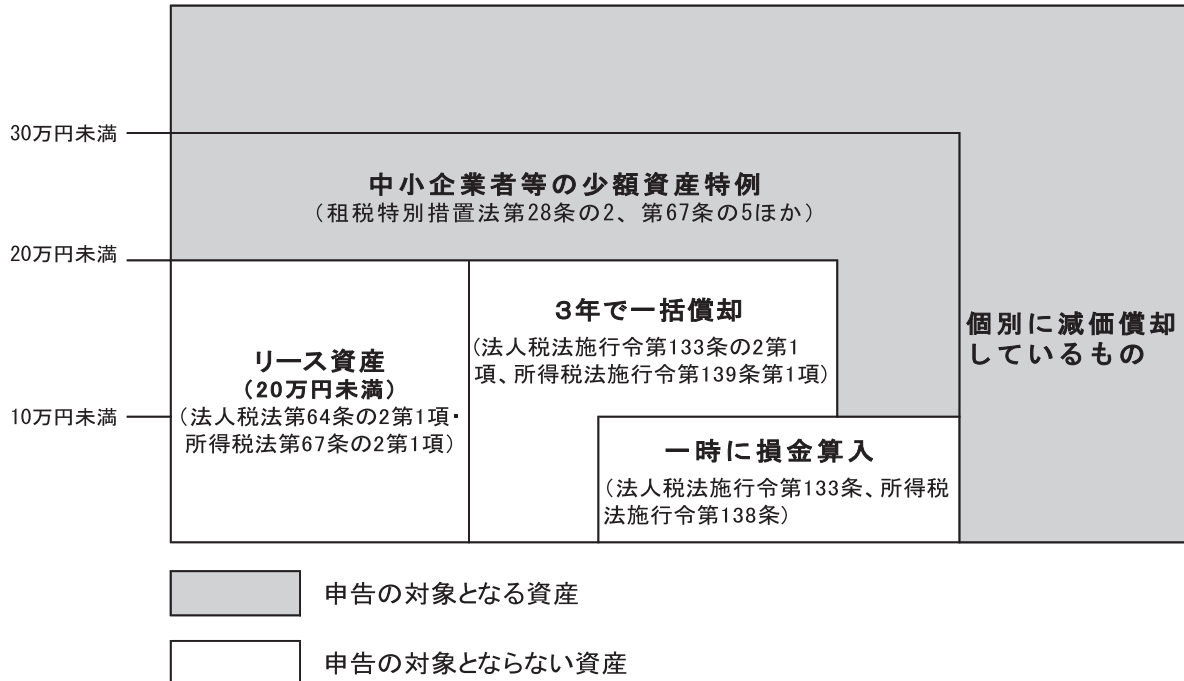 30万円未満
中小企業者等の少額資産特例
（租税特別措置法第28条の2、第67条の5ほか）
20万円未満
3年で一括償却
（法人税法施行令第133条の2第1
項、所得税法施行令第139条第1項）
個別に減価償却
しているもの
リース資産
（20万円未満）
（法人税法第64条の2第1項・
所得税法第67条の2第1項）
10万円未満
一時に損金算入
（法人税法施行令第133条、所得税
法施行令第138条）
申告の対象となる資産
申告の対象とならない資産